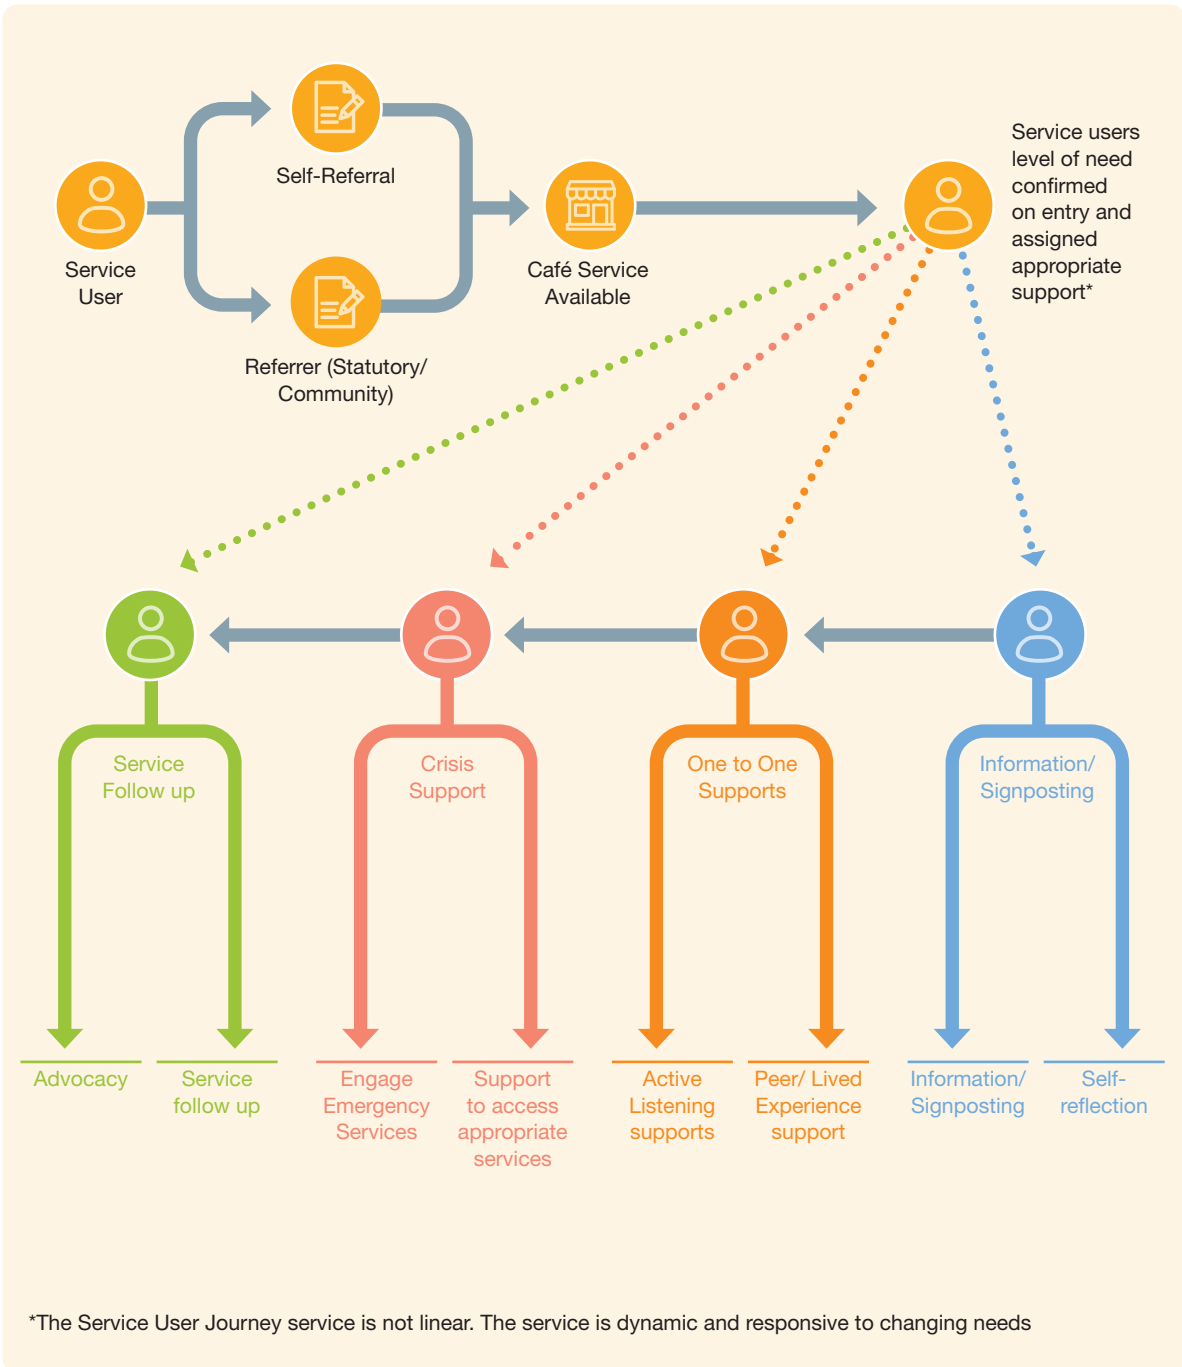 Self-Referral
Service
User
Referrer (Statutory/
Community)
Café Service
Available
Service users
level of need
confirmed
on entry and
assigned
appropriate
support*
Service
Follow up
Crisis
Support
One to One
Supports
Information/
Signposting
Advocacy
Service
follow up
Engage
Emergency
Services
Support
to access
appropriate
services
Active
Listening
supports
Peer/ Lived
Experience
support
Information/
Signposting
Self-
reflection
*The Service User Journey service is not linear. The service is dynamic and responsive to changing needs